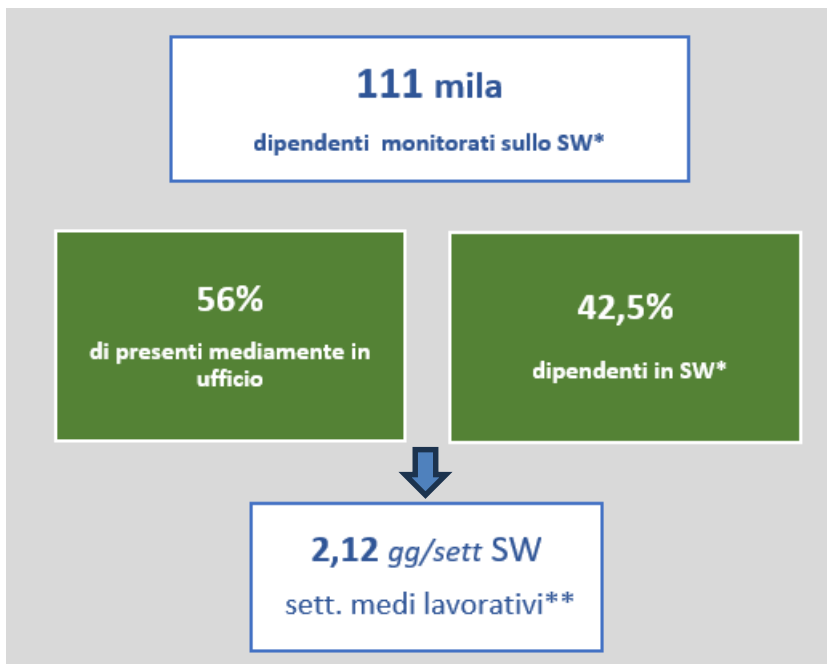 111 mila
dipendenti monitorati sullo SW*
56%
di presenti mediamente in
ufficio
42,5%
dipendenti in SW*
2,12 gg/sett SW
sett. medi lavorativi**